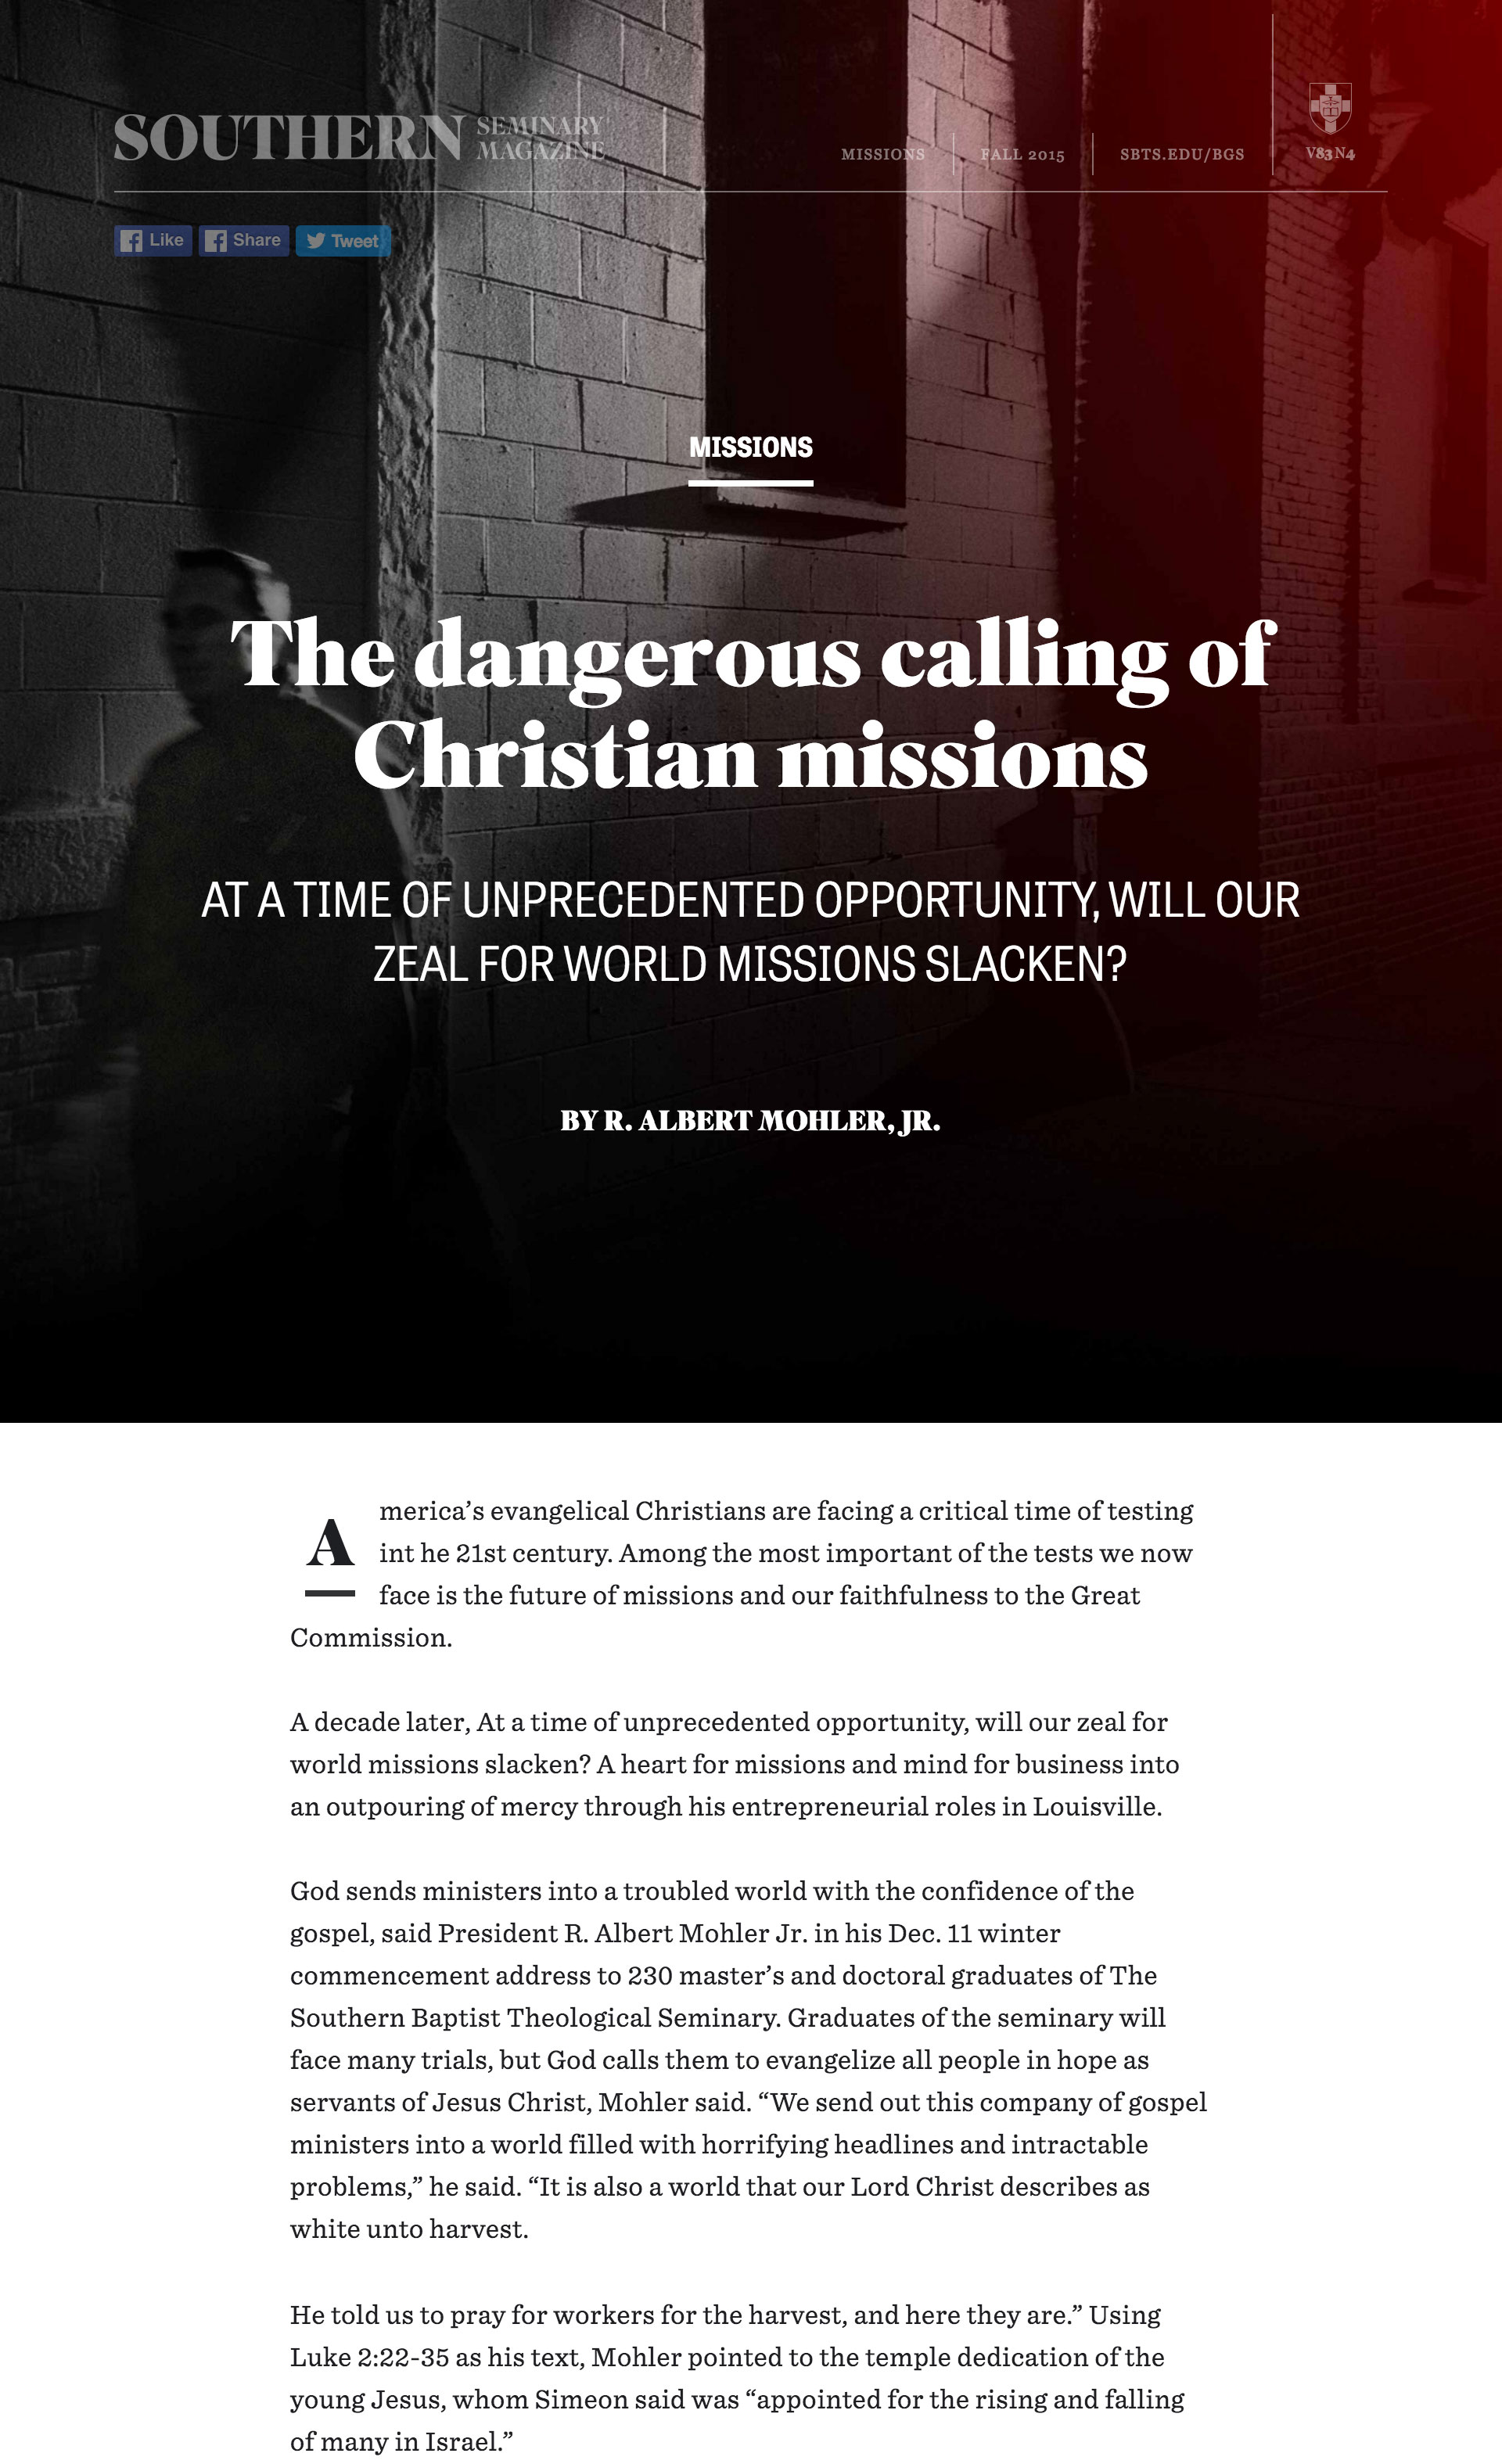 SOUTHERN SEMINARY MAGAZINE
MISSIONS
FALL 2015
SBTS.EDU/BGS
V83N4
Like
Share
Tweet
MISSIONS
The dangerous calling of
Christian missions
AT A TIME OF UNPRECEDENTED OPPORTUNITY, WILL OUR
ZEAL FOR WORLD MISSIONS SLACKEN?
BY R. ALBERT MOHLER, JR.
America’s evangelical Christians are facing a critical time of testing
int he 21st century. Among the most important of the tests we now
face is the future of missions and our faithfulness to the Great
Commission.
A decade later, At a time of unprecedented opportunity, will our zeal for
world missions slacken? A heart for missions and mind for business into
an outpouring of mercy through his entrepreneurial roles in Louisville.
God sends ministers into a troubled world with the confidence of the
gospel, said President R. Albert Mohler Jr. in his Dec. 11 winter
commencement address to 230 master’s and doctoral graduates of The
Southern Baptist Theological Seminary. Graduates of the seminary will
face many trials, but God calls them to evangelize all people in hope as
servants of Jesus Christ, Mohler said. “We send out this company of gospel
ministers into a world filled with horrifying headlines and intractable
problems,” he said. “It is also a world that our Lord Christ describes as
white unto harvest.
He told us to pray for workers for the harvest, and here they are.” Using
Luke 2:22-35 as his text, Mohler pointed to the temple dedication of the
young Jesus, whom Simeon said was “appointed for the rising and falling
of many in Israel.”